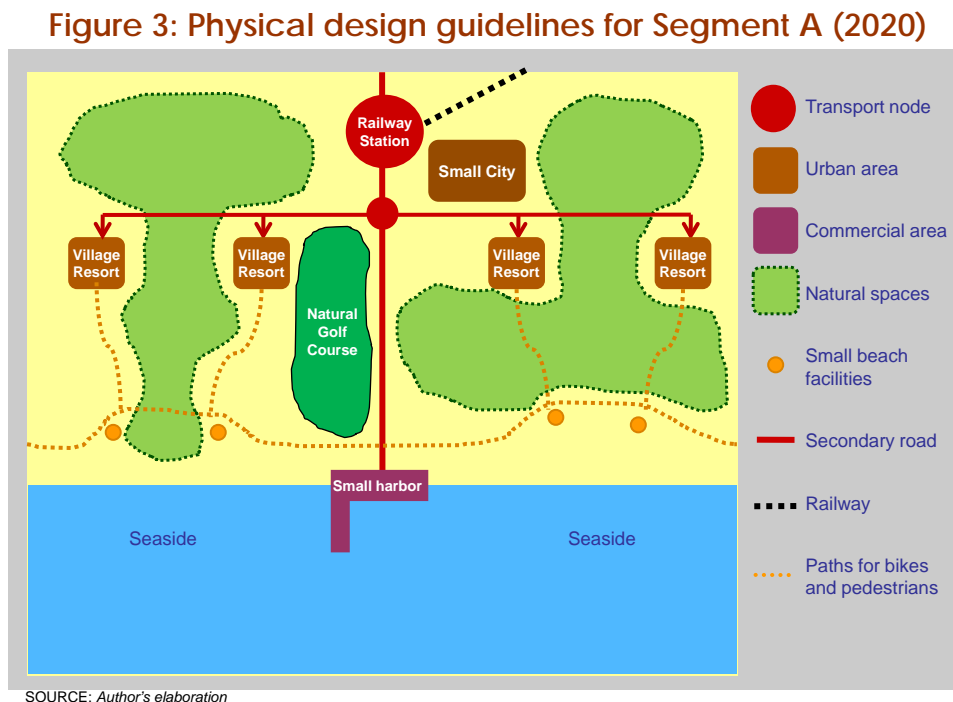 Figure 3: Physical design guidelines for Segment A (2020)
Railway
Station
Small City
Village
Resort
Village
Resort
Village
Resort
Village
Resort
Natural
Golf
Course
Small harbor
Seaside
Seaside
Transport node
Urban area
Commercial area
Natural spaces
Small beach
facilities
Secondary road
Railway
Paths for bikes
and pedestrians
SOURCE: Author's elaboration